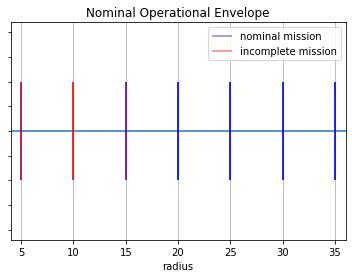 Nominal Operational Envelope
nominal mission
incomplete mission
5 10 15 20 25 30 35
radius